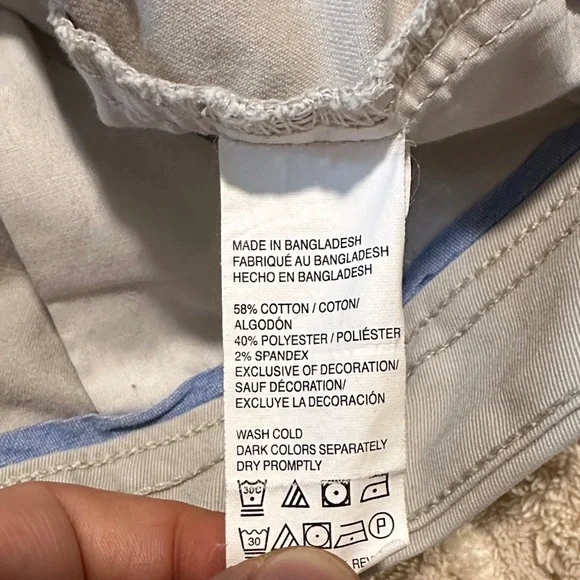 MADE IN BANGLADESH
FABRIQUÉ AU BANGLADESH
HECHO EN BANGLADESH
58% COTTON / COTON/
ALGODÓN
40% POLYESTER / POLIÉSTER
2% SPANDEX
EXCLUSIVE OF DECORATION/
SAUF DÉCORATION/
EXCLUYE LA DECORACIÓN
WASH COLD
DARK COLORS SEPARATELY
DRY PROMPTLY
30C
30 P